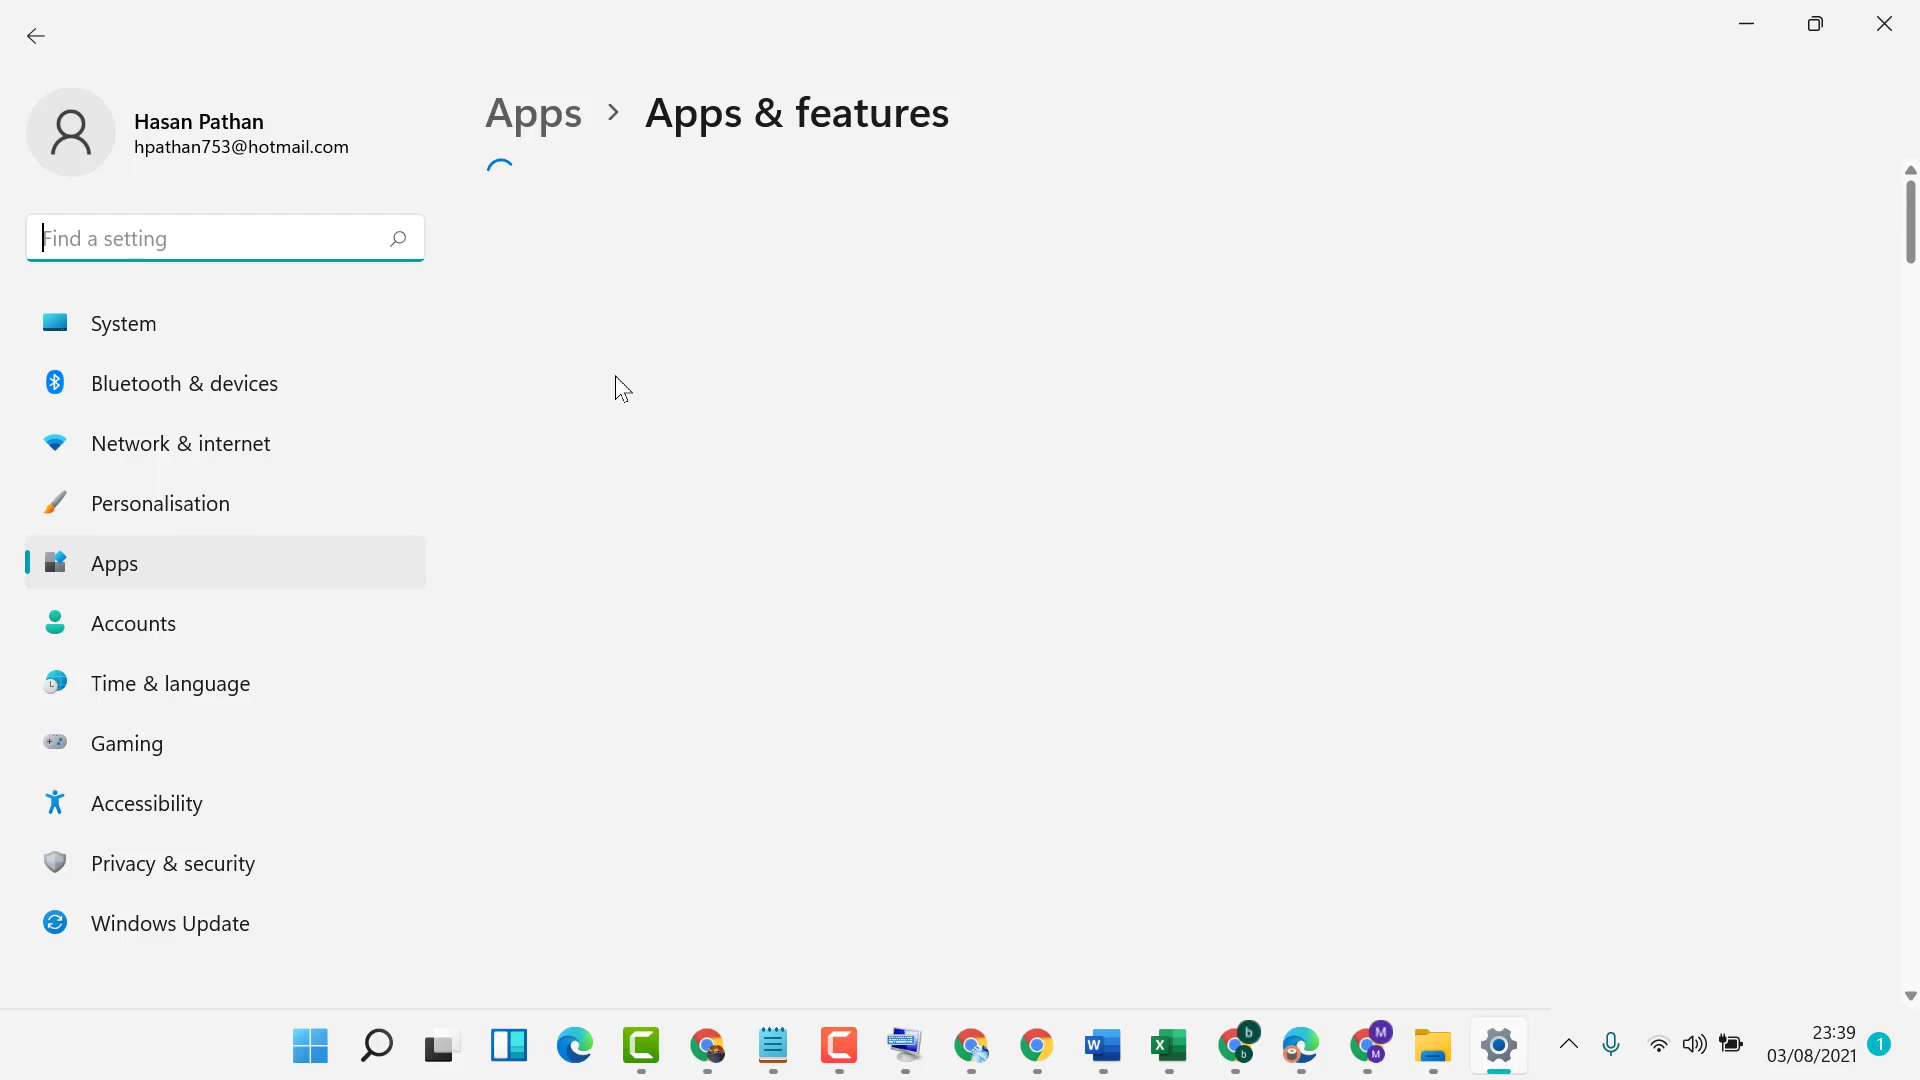 Apps > Apps & features
Hasan Pathan
hpathan753@hotmail.com
Find a setting
System
Bluetooth & devices
Network & internet
Personalisation
Apps
Accounts
Time & language
Gaming
Accessibility
Privacy & security
Windows Update
b
M
W
X
b
M
23:39
03/08/2021
1